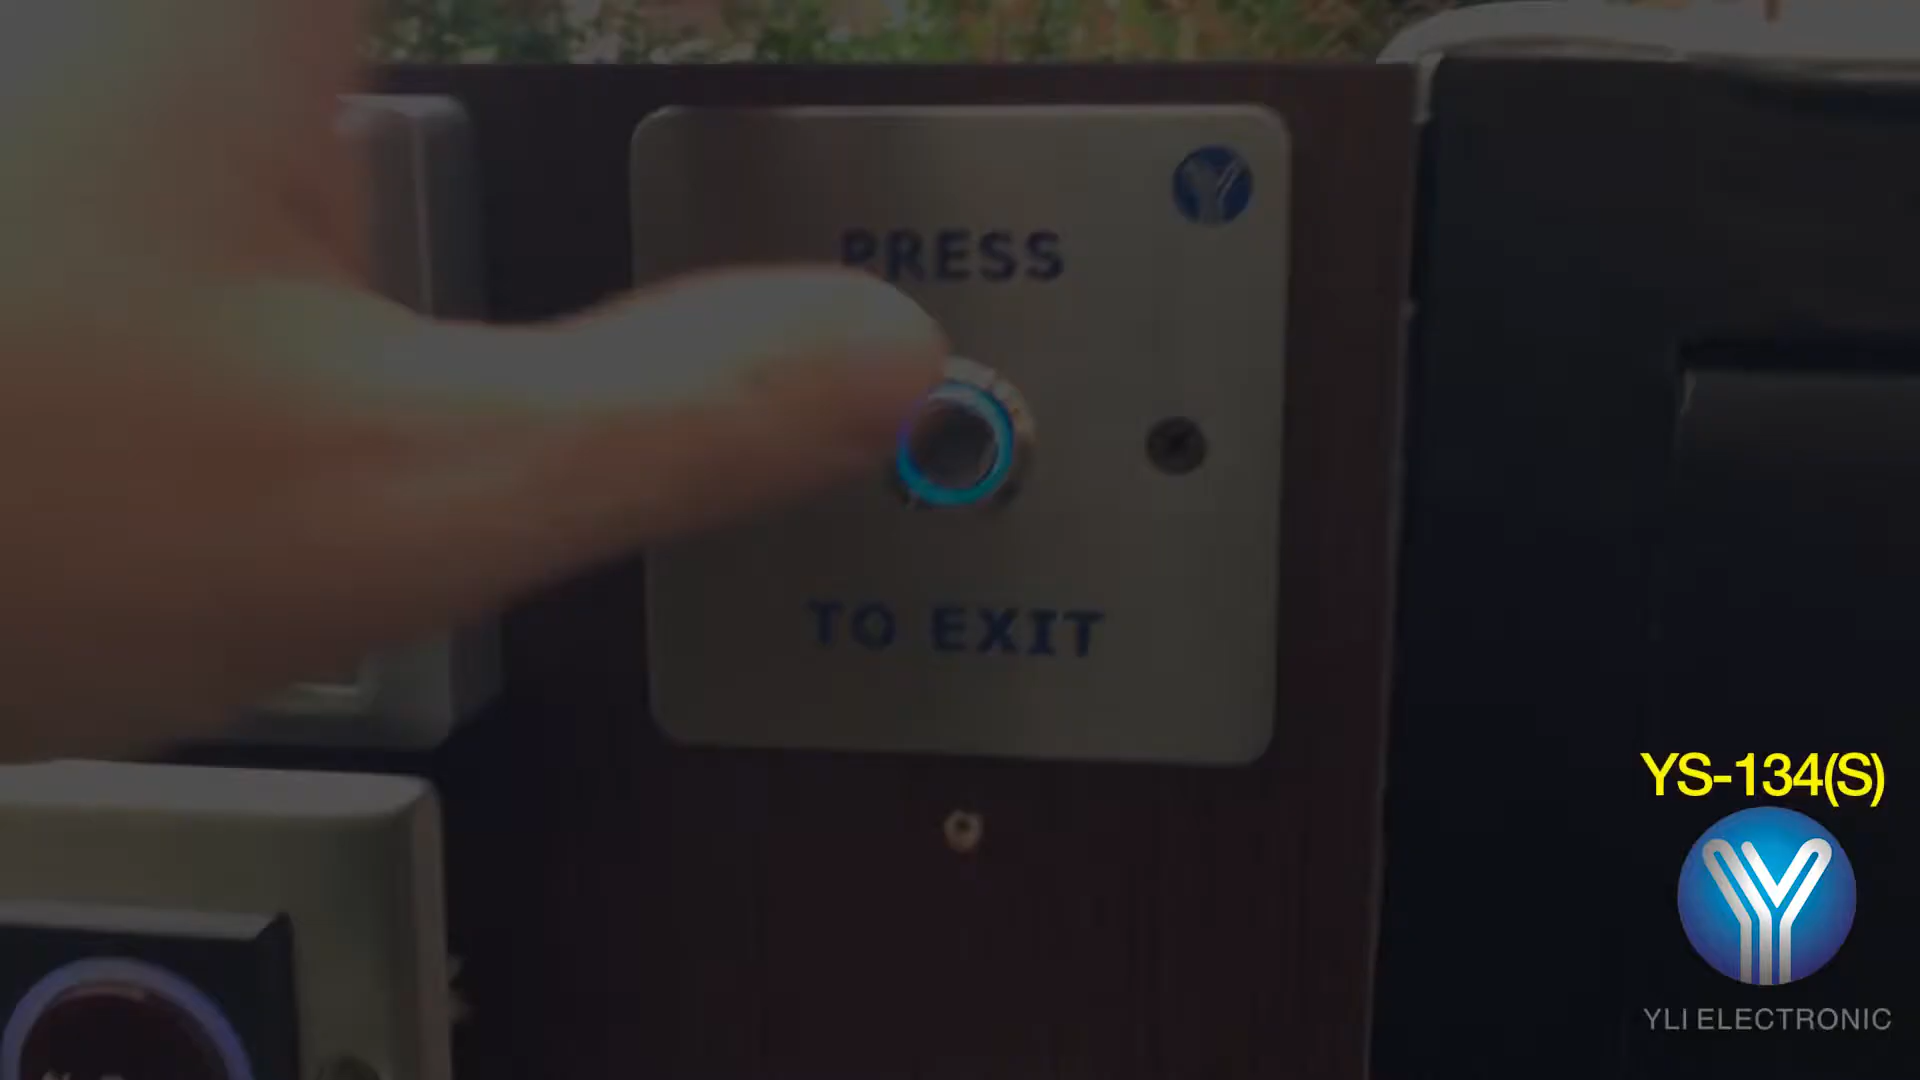 PRESS
TO EXIT
YS-134(S)
YLI ELECTRONIC